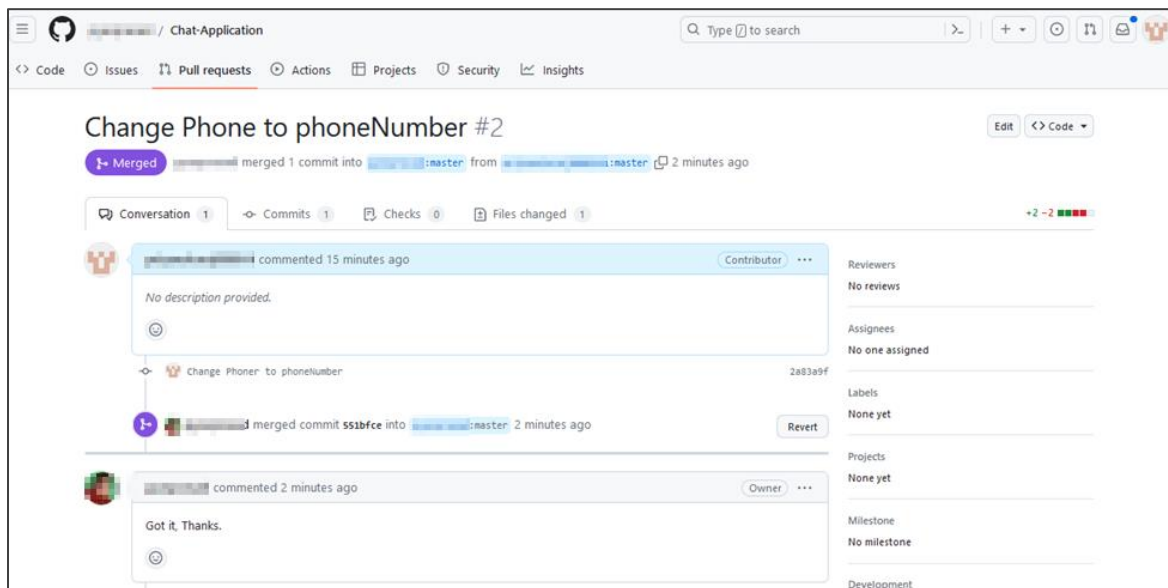 / Chat-Application
Type / to search
Code Issues Pull requests Actions Projects Security Insights
Change Phone to phoneNumber #2
Edit Code
Merged merged 1 commit into :master from :master 2 minutes ago
Conversation 1 Commits 1 Checks 0 Files changed 1
+2 −2
commented 15 minutes ago Contributor
Reviewers
No reviews
No description provided.
Assignees
No one assigned
Change Phoner to phoneNumber 2a83a9f
Labels
None yet
merged commit 551bfce into :master 2 minutes ago Revert
Projects
None yet
commented 2 minutes ago Owner
Got it, Thanks.
Milestone
No milestone
Development